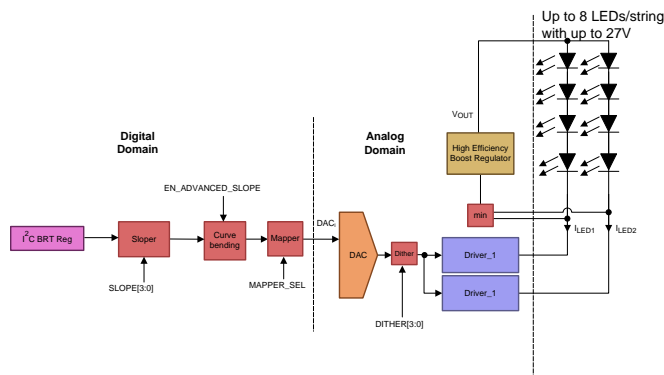 Up to 8 LEDs/string
with up to 27V
VOUT
Digital
Domain
Analog
Domain
High Efficiency
Boost Regulator
EN_ADVANCED_SLOPE
min
DACi
ILED1
ILED2
I2C BRT Reg
Sloper
Curve
bending
Mapper
DAC
Dither
Driver_1
SLOPE[3:0]
MAPPER_SEL
Driver_1
DITHER[3:0]